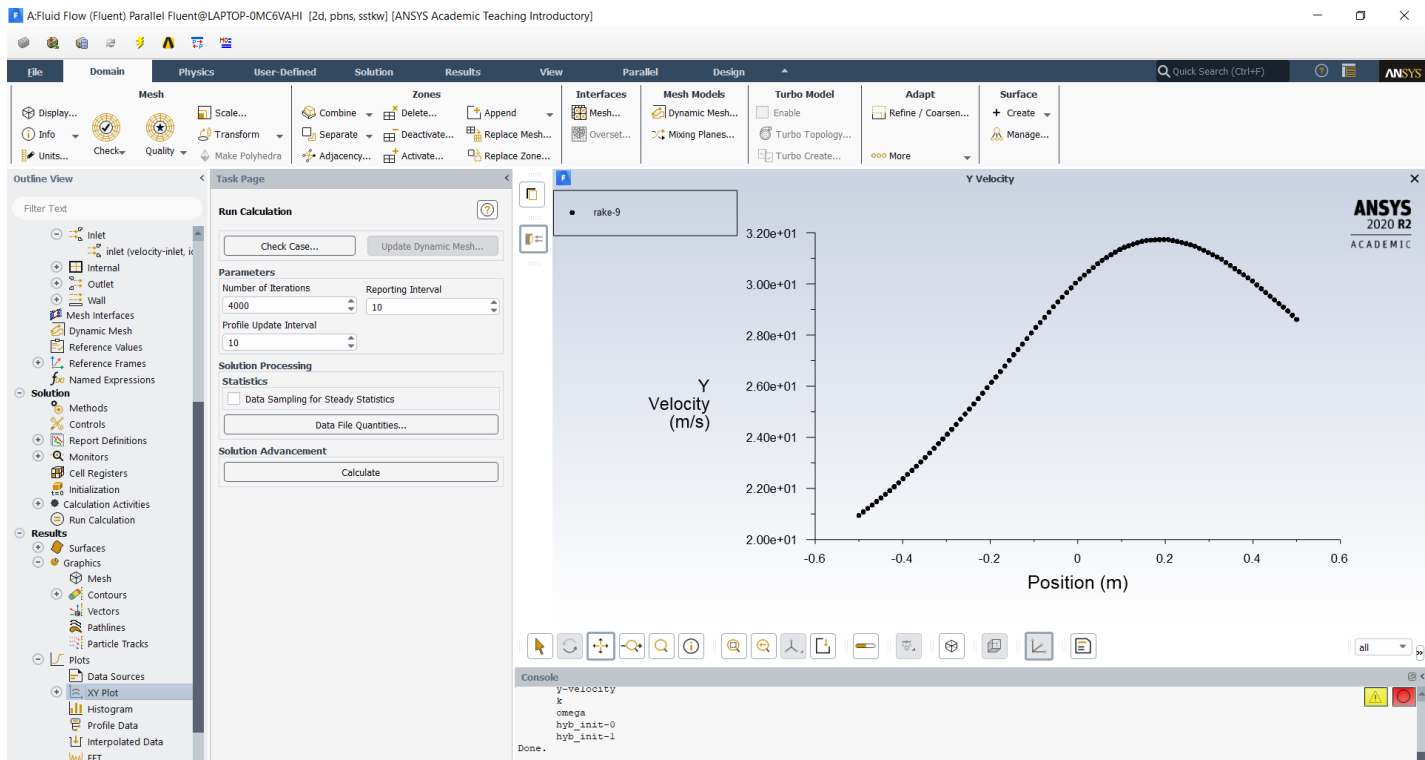 A:Fluid Flow (Fluent) Parallel Fluent@LAPTOP-0MC6VAHI [2d, pbns, sstkw] [ANSYS Academic Teaching Introductory]
File Domain Physics User-Defined Solution Results View Parallel Design Quick Search (Ctrl+F) ANSYS
Mesh Zones Interfaces Mesh Models Turbo Model Adapt Surface
Display... Scale... Combine Delete... Append Mesh... Dynamic Mesh... Enable Refine / Coarsen... Create
Info Transform Separate Deactivate... Replace Mesh... Overset... Mixing Planes... Turbo Topology... Manage...
Units... Check Quality Make Polyhedra Adjacency... Activate... Replace Zone... Turbo Create... More
Outline View
Filter Text
Inlet
inlet (velocity-inlet, ic
Internal
Outlet
Wall
Mesh Interfaces
Dynamic Mesh
Reference Values
Reference Frames
Named Expressions
Solution
Methods
Controls
Report Definitions
Monitors
Cell Registers
Initialization
Calculation Activities
Run Calculation
Results
Surfaces
Graphics
Mesh
Contours
Vectors
Pathlines
Particle Tracks
Plots
Data Sources
XY Plot
Histogram
Profile Data
Interpolated Data
FFT
Task Page
Run Calculation
Check Case... Update Dynamic Mesh...
Parameters
Number of Iterations Reporting Interval
4000 10
Profile Update Interval
10
Solution Processing
Statistics
Data Sampling for Steady Statistics
Data File Quantities...
Solution Advancement
Calculate
Y Velocity
rake-9
ANSYS
2020 R2
ACADEMIC
3.20e+01
3.00e+01
2.80e+01
2.60e+01
2.40e+01
2.20e+01
2.00e+01
Y
Velocity
(m/s)
-0.6 -0.4 -0.2 0 0.2 0.4 0.6
Position (m)
all
Console
y-velocity
k
omega
hyb_init-0
hyb_init-1
Done.